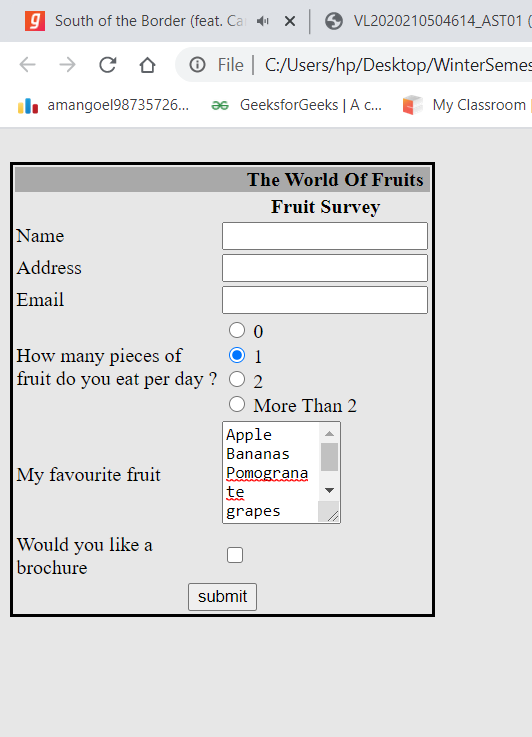 South of the Border (feat. Ca
VL2020210504614_AST01 (
File | C:/Users/hp/Desktop/WinterSemes
amangoel98735726...
GeeksforGeeks | A c...
My Classroom
The World Of Fruits
Fruit Survey
Name
Address
Email
How many pieces of
fruit do you eat per day ?
0
1
2
More Than 2
My favourite fruit
Apple
Bananas
Pomograna
te
grapes
Would you like a
brochure
submit